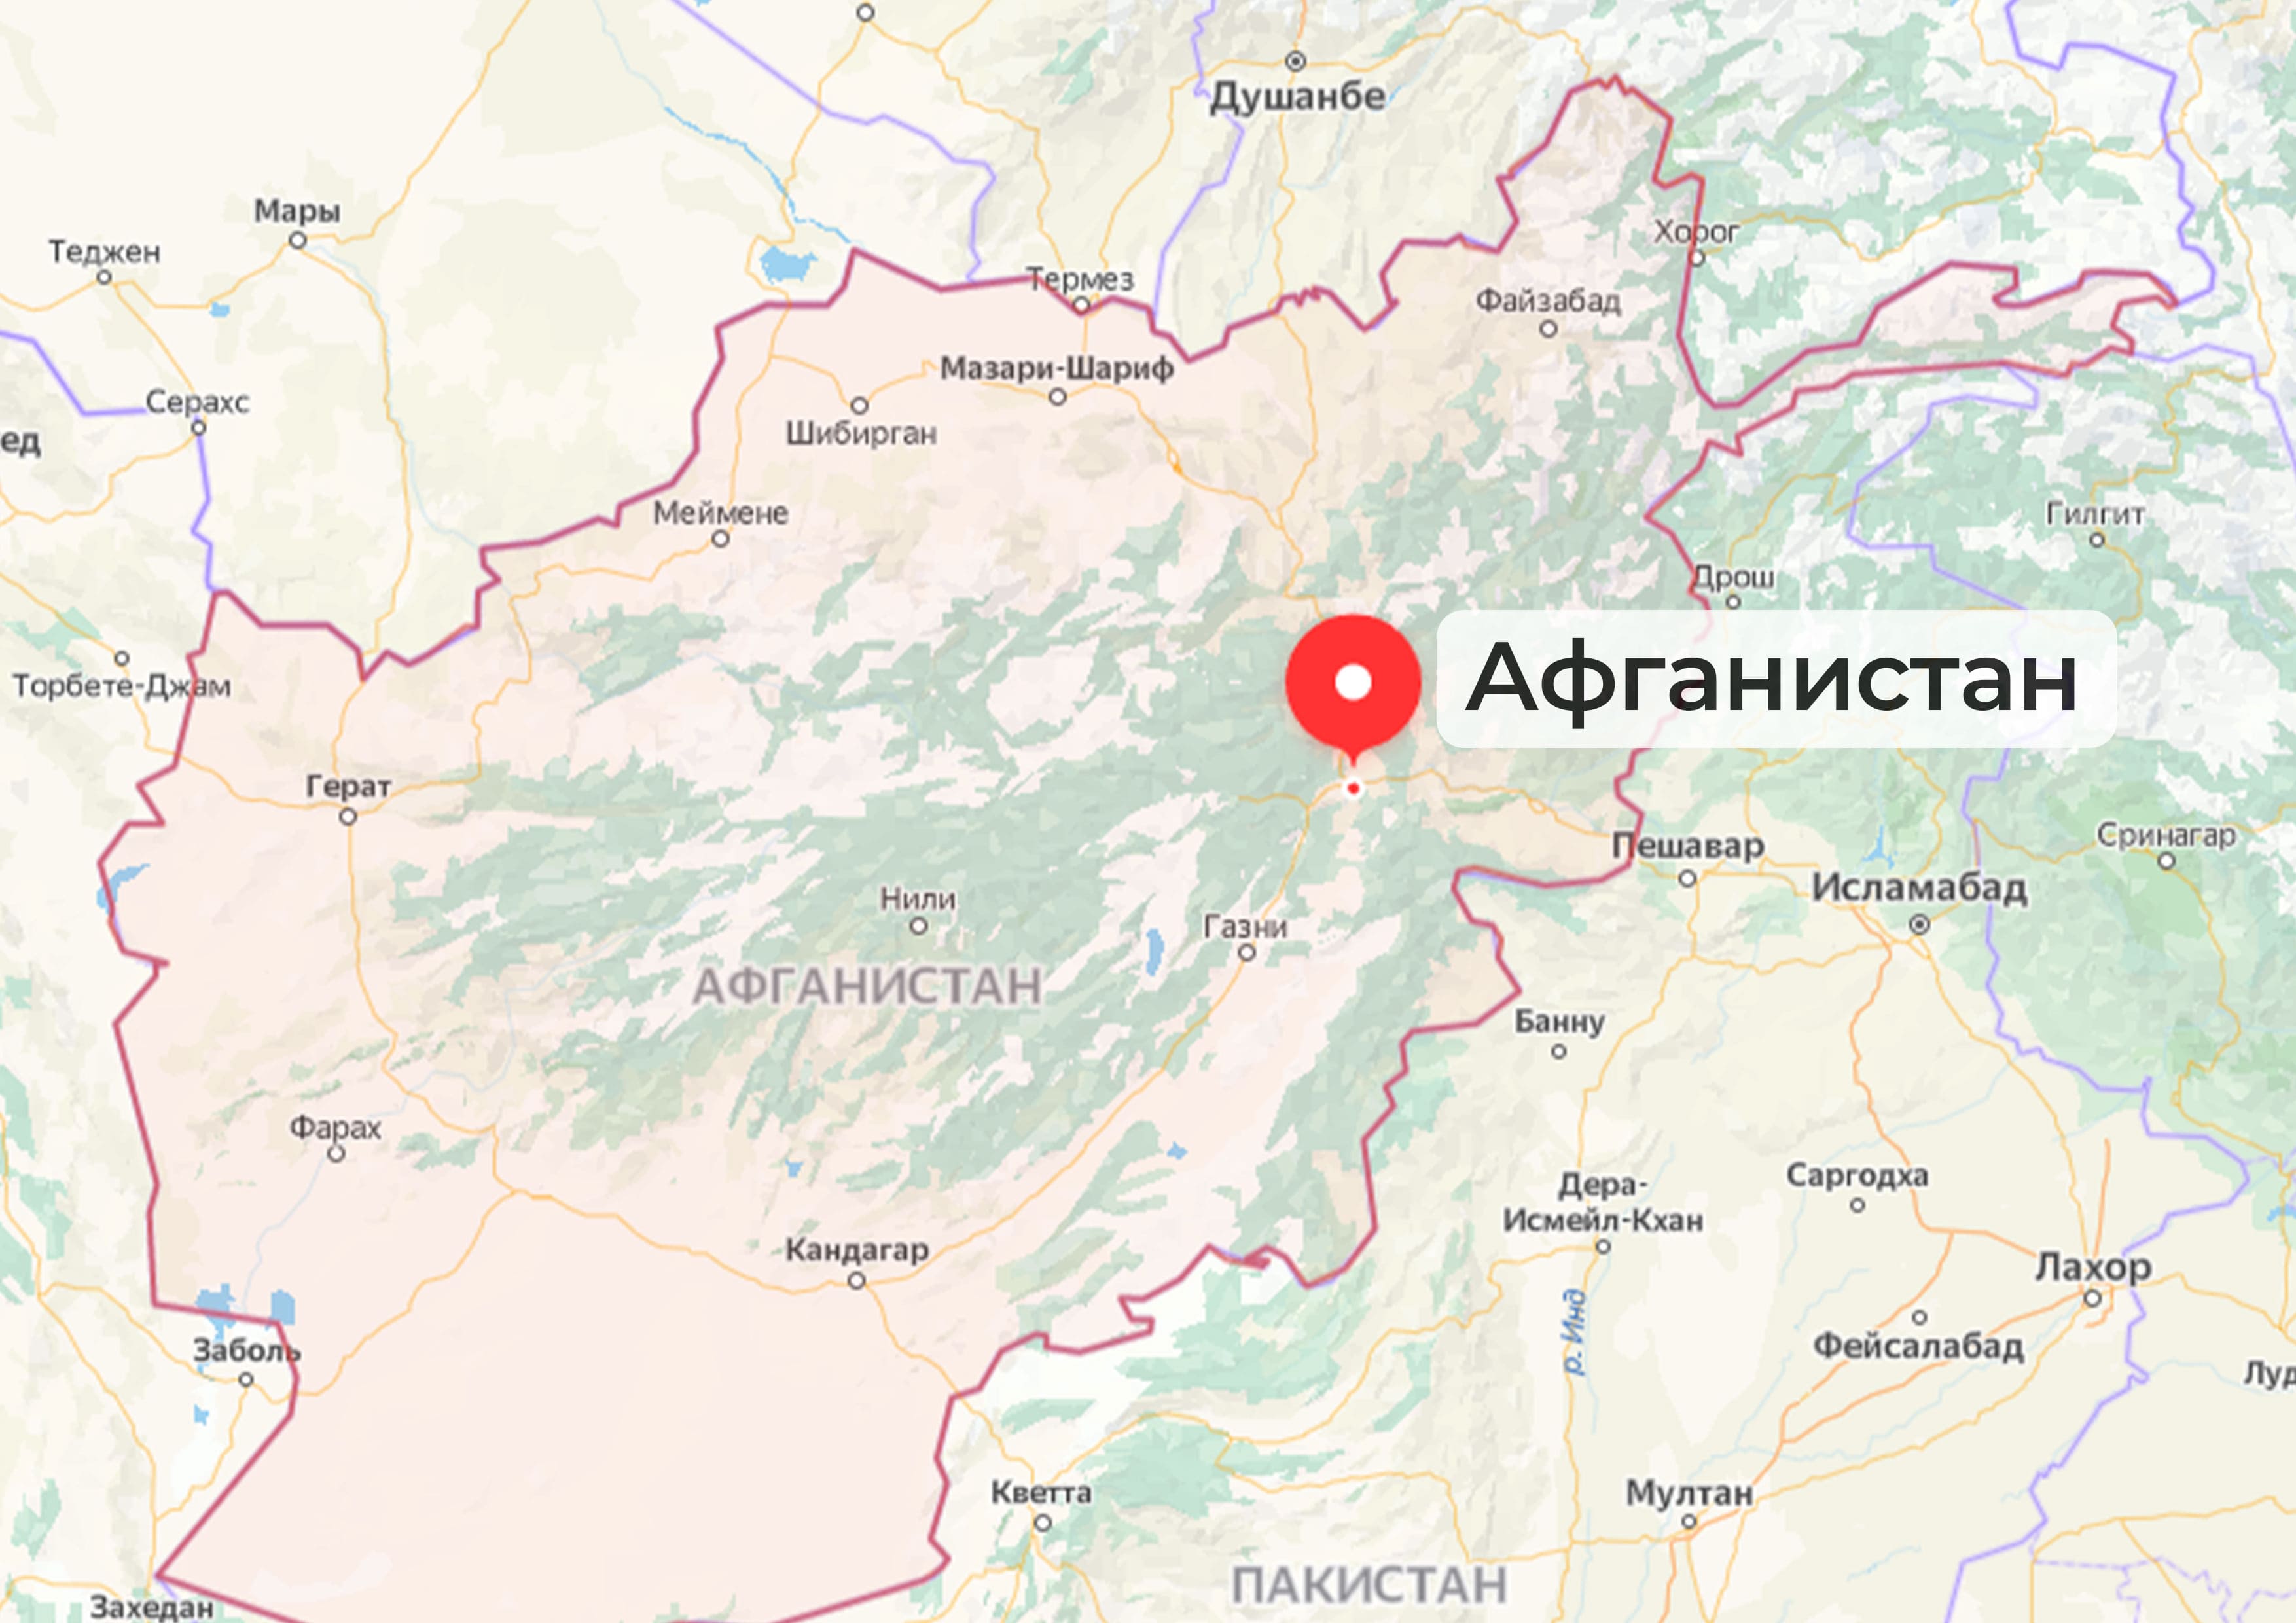 Душанбе
Мары
Теджен
Хорог
Термез
Файзабад
Мазари-Шариф
Серахс
Шибирган
ед
Меймене
Гилгит
Дрош
Афганистан
Торбете-Джам
Герат
Пешавар
Сринагар
Исламабад
Нили
Газни
АФГАНИСТАН
Банну
Фарах
Саргодха
Дера-
Исмейл-Кхан
Кандагар
Лахор
р. Инд
Заболь
Фейсалабад
Луд
Кветта
Мултан
ПАКИСТАН
Захедан